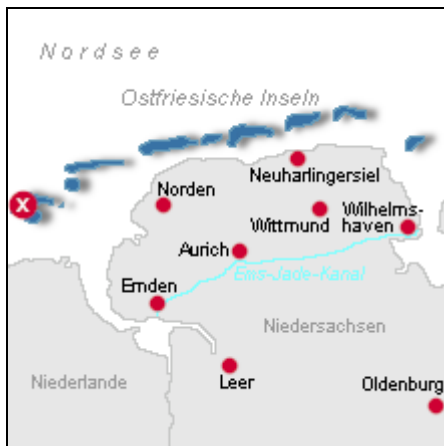 Nordsee
Ostfriesische Inseln
Neuharlingersiel
X
Norden
Wittmund
Wilhelms-
haven
Aurich
Ems-Jade-Kanal
Emden
Niedersachsen
Niederlande
Leer
Oldenburg